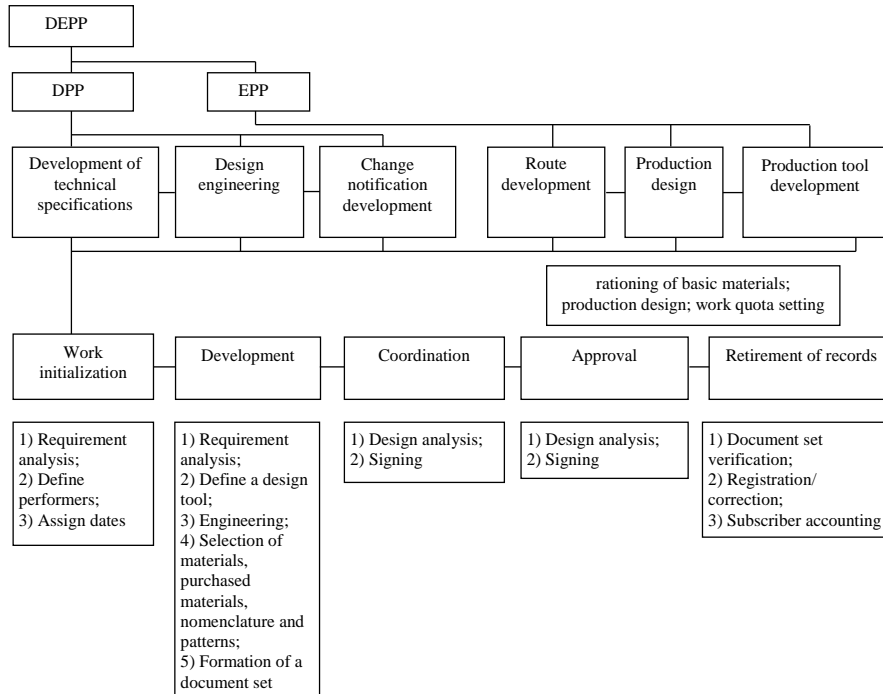 DEPP
DPP
EPP
Development of
technical
specifications
Design
engineering
Change
notification
development
Route
development
Production
design
Production tool
development
rationing of basic materials;
production design; work quota setting
Work
initialization
Development
Coordination
Approval
Retirement of records
1) Requirement
analysis;
2) Define
performers;
3) Assign dates
1) Requirement
analysis;
2) Define a design
tool;
3) Engineering;
4) Selection of
materials,
purchased
materials,
nomenclature and
patterns;
5) Formation of a
document set
1) Design analysis;
2) Signing
1) Design analysis;
2) Signing
1) Document set
verification;
2) Registration/
correction;
3) Subscriber accounting